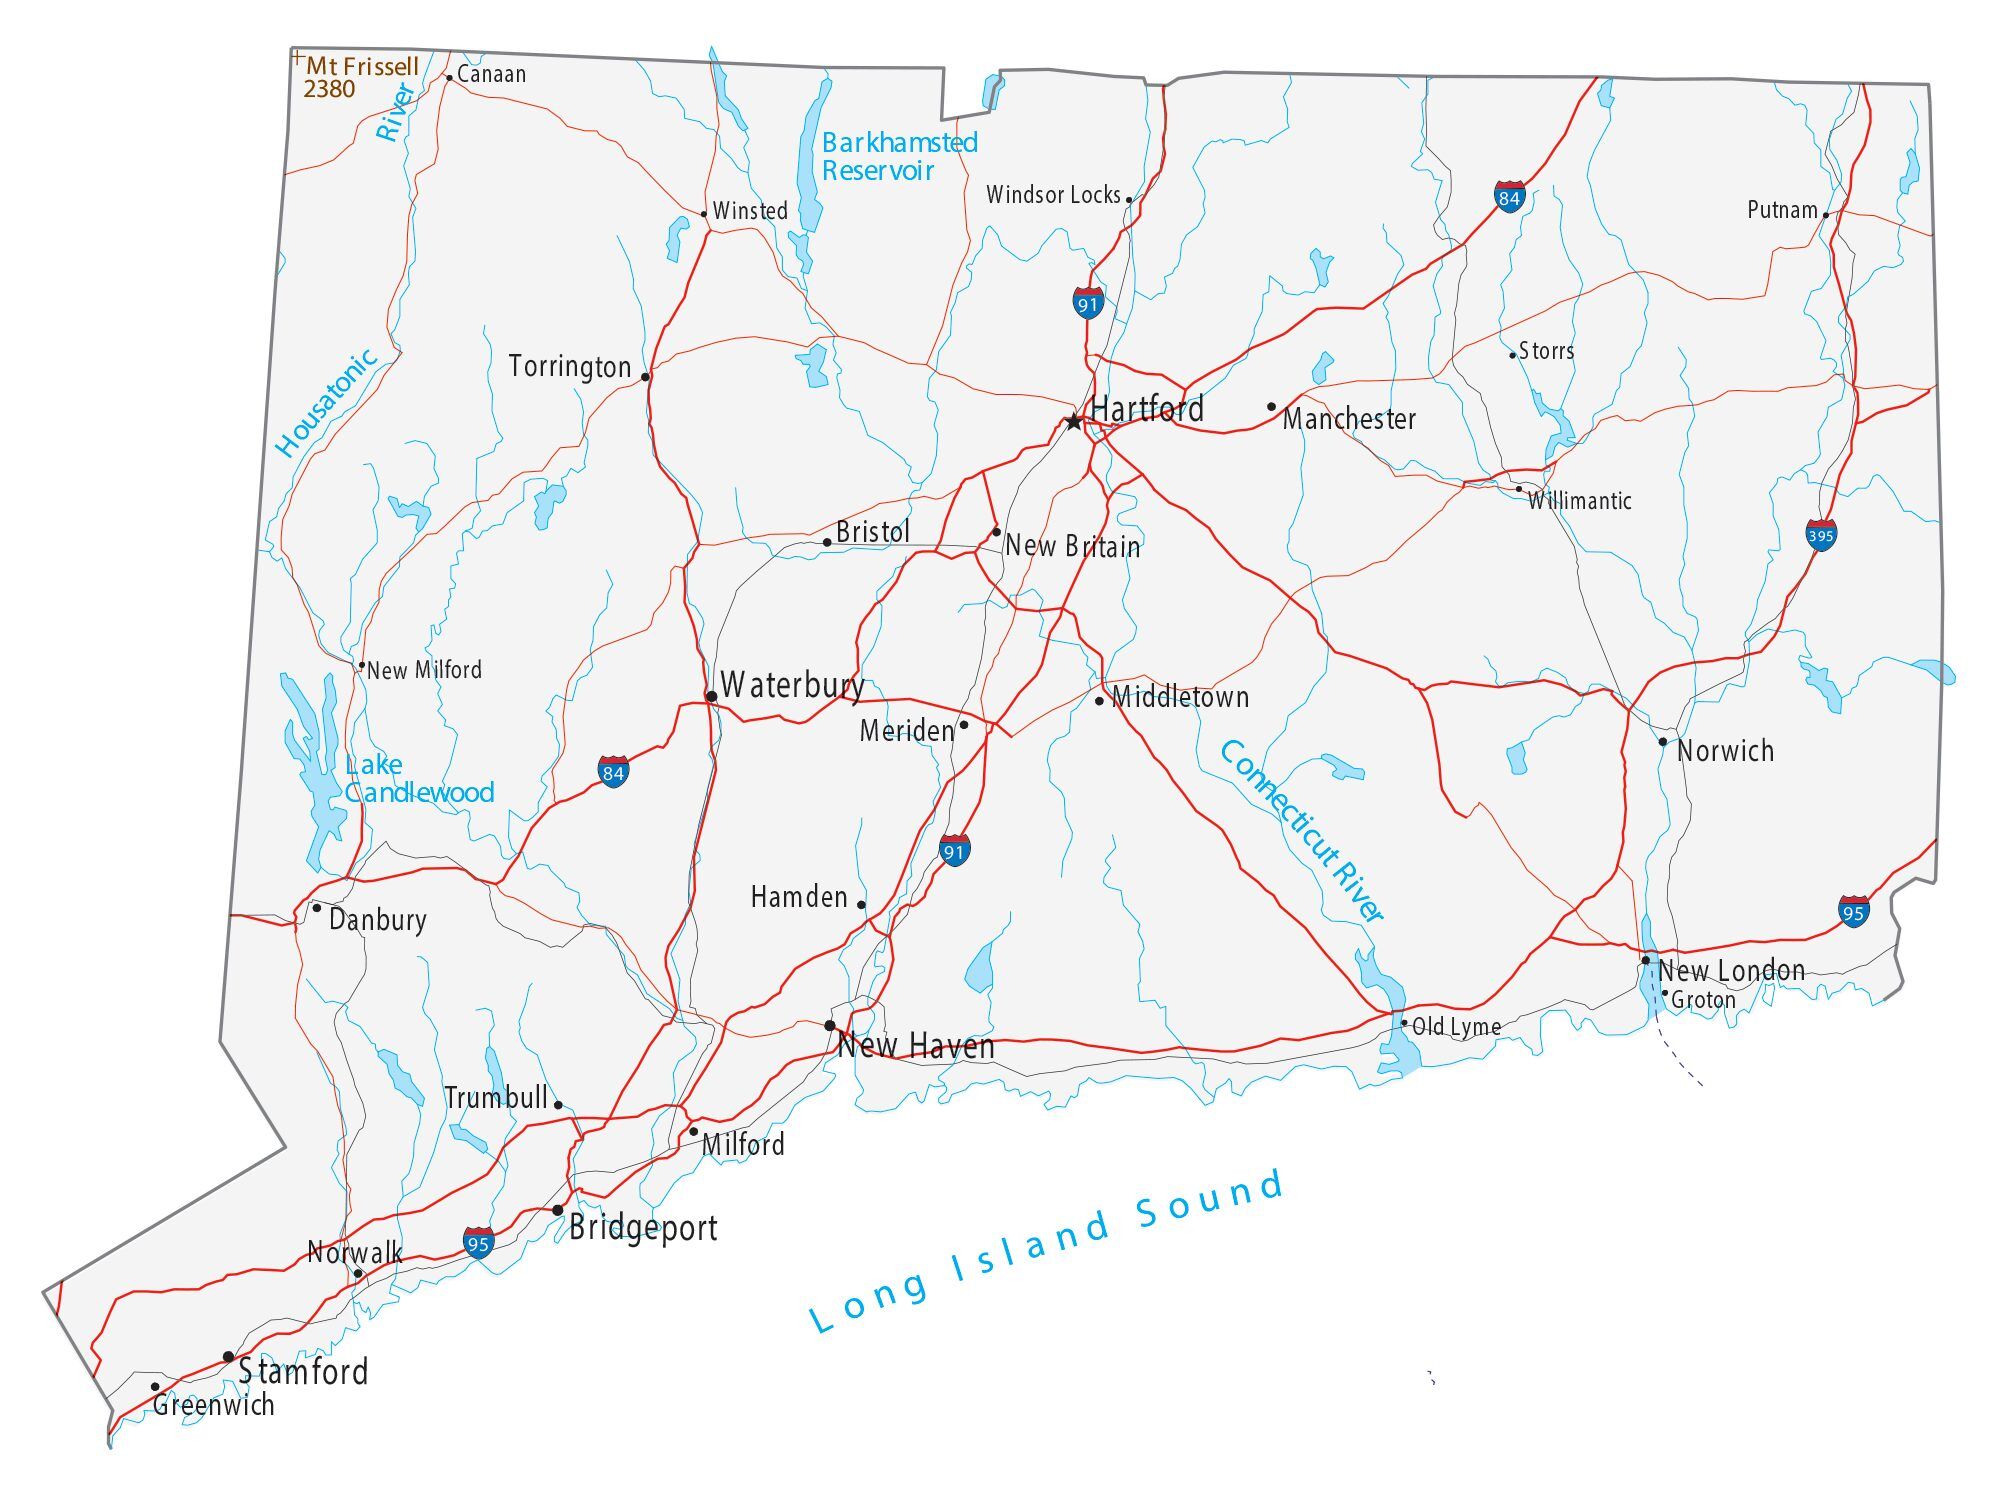 Mt Frissell
2380
Canaan
River
Barkhamsted
Reservoir
Windsor Locks
84
Winsted
Putnam
91
Torrington
Storrs
Housatonic
Hartford
Manchester
Willimantic
Bristol
New Britain
395
New Milford
Waterbury
Middletown
Meriden
Norwich
Lake
Candlewood
84
Connecticut River
91
Hamden
95
Danbury
New London
Groton
Old Lyme
New Haven
Trumbull
Milford
Long Island Sound
Bridgeport
95
Norwalk
Stamford
Greenwich